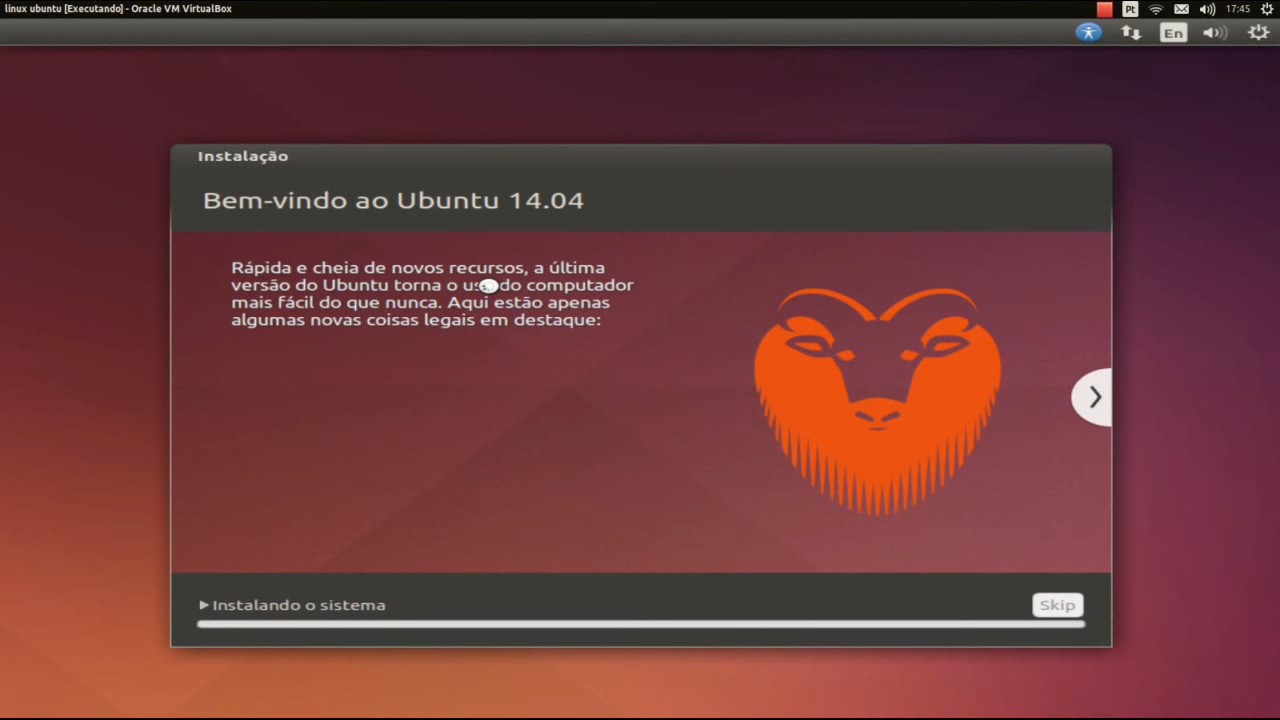 linux ubuntu [Executando] - Oracle VM VirtualBox
Pt
17:45
En
Instalação
Bem-vindo ao Ubuntu 14.04
Rápida e cheia de novos recursos, a última
versão do Ubuntu torna o do computador
mais fácil do que nunca. Aqui estão apenas
algumas novas coisas legais em destaque:
Instalando o sistema
Skip